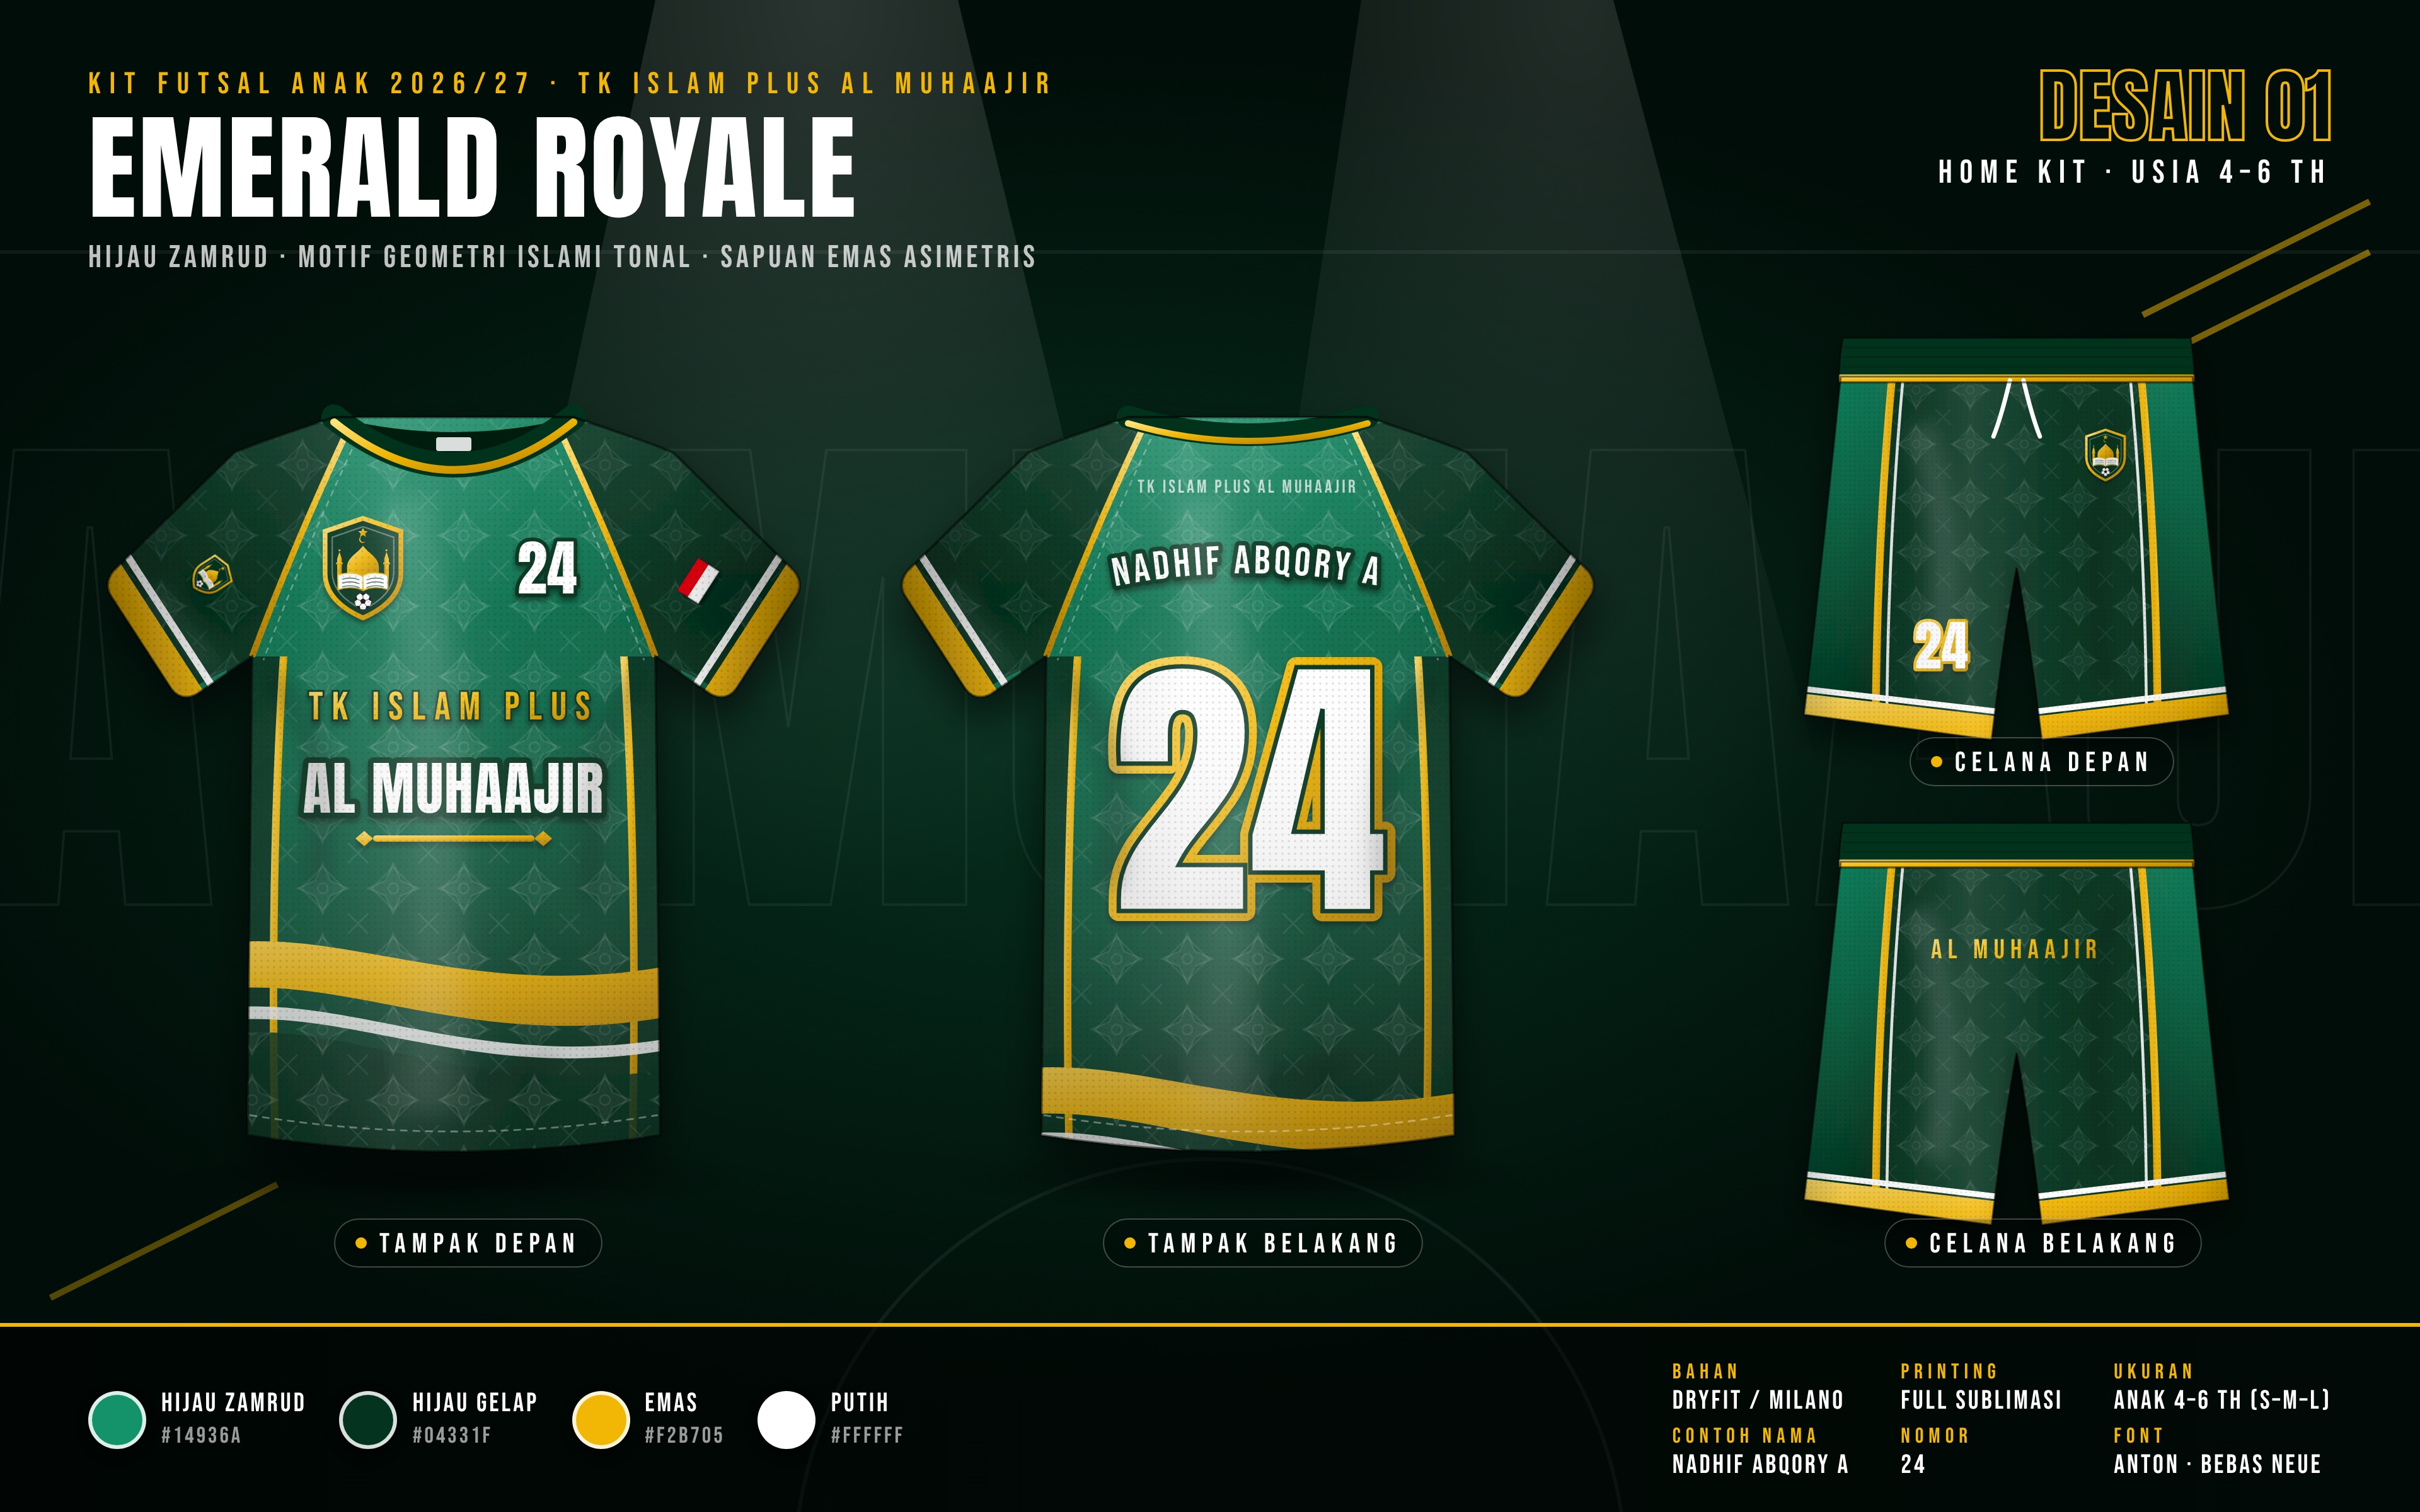 KIT FUTSAL ANAK 2026/27 · TK ISLAM PLUS AL MUHAAJIR
EMERALD ROYALE
HIJAU ZAMRUD · MOTIF GEOMETRI ISLAMI TONAL · SAPUAN EMAS ASIMETRIS
DESAIN 01
HOME KIT · USIA 4–6 TH
AL MUHAAJIR
24
TK ISLAM PLUS
AL MUHAAJIR
TAMPAK DEPAN
TK ISLAM PLUS AL MUHAAJIR
NADHIF ABQORY A
24
TAMPAK BELAKANG
24
CELANA DEPAN
AL MUHAAJIR
CELANA BELAKANG
HIJAU ZAMRUD
#14936A
HIJAU GELAP
#04331F
EMAS
#F2B705
PUTIH
#FFFFFF
BAHAN
DRYFIT / MILANO
PRINTING
FULL SUBLIMASI
UKURAN
ANAK 4–6 TH (S–M–L)
CONTOH NAMA
NADHIF ABQORY A
NOMOR
24
FONT
ANTON · BEBAS NEUE